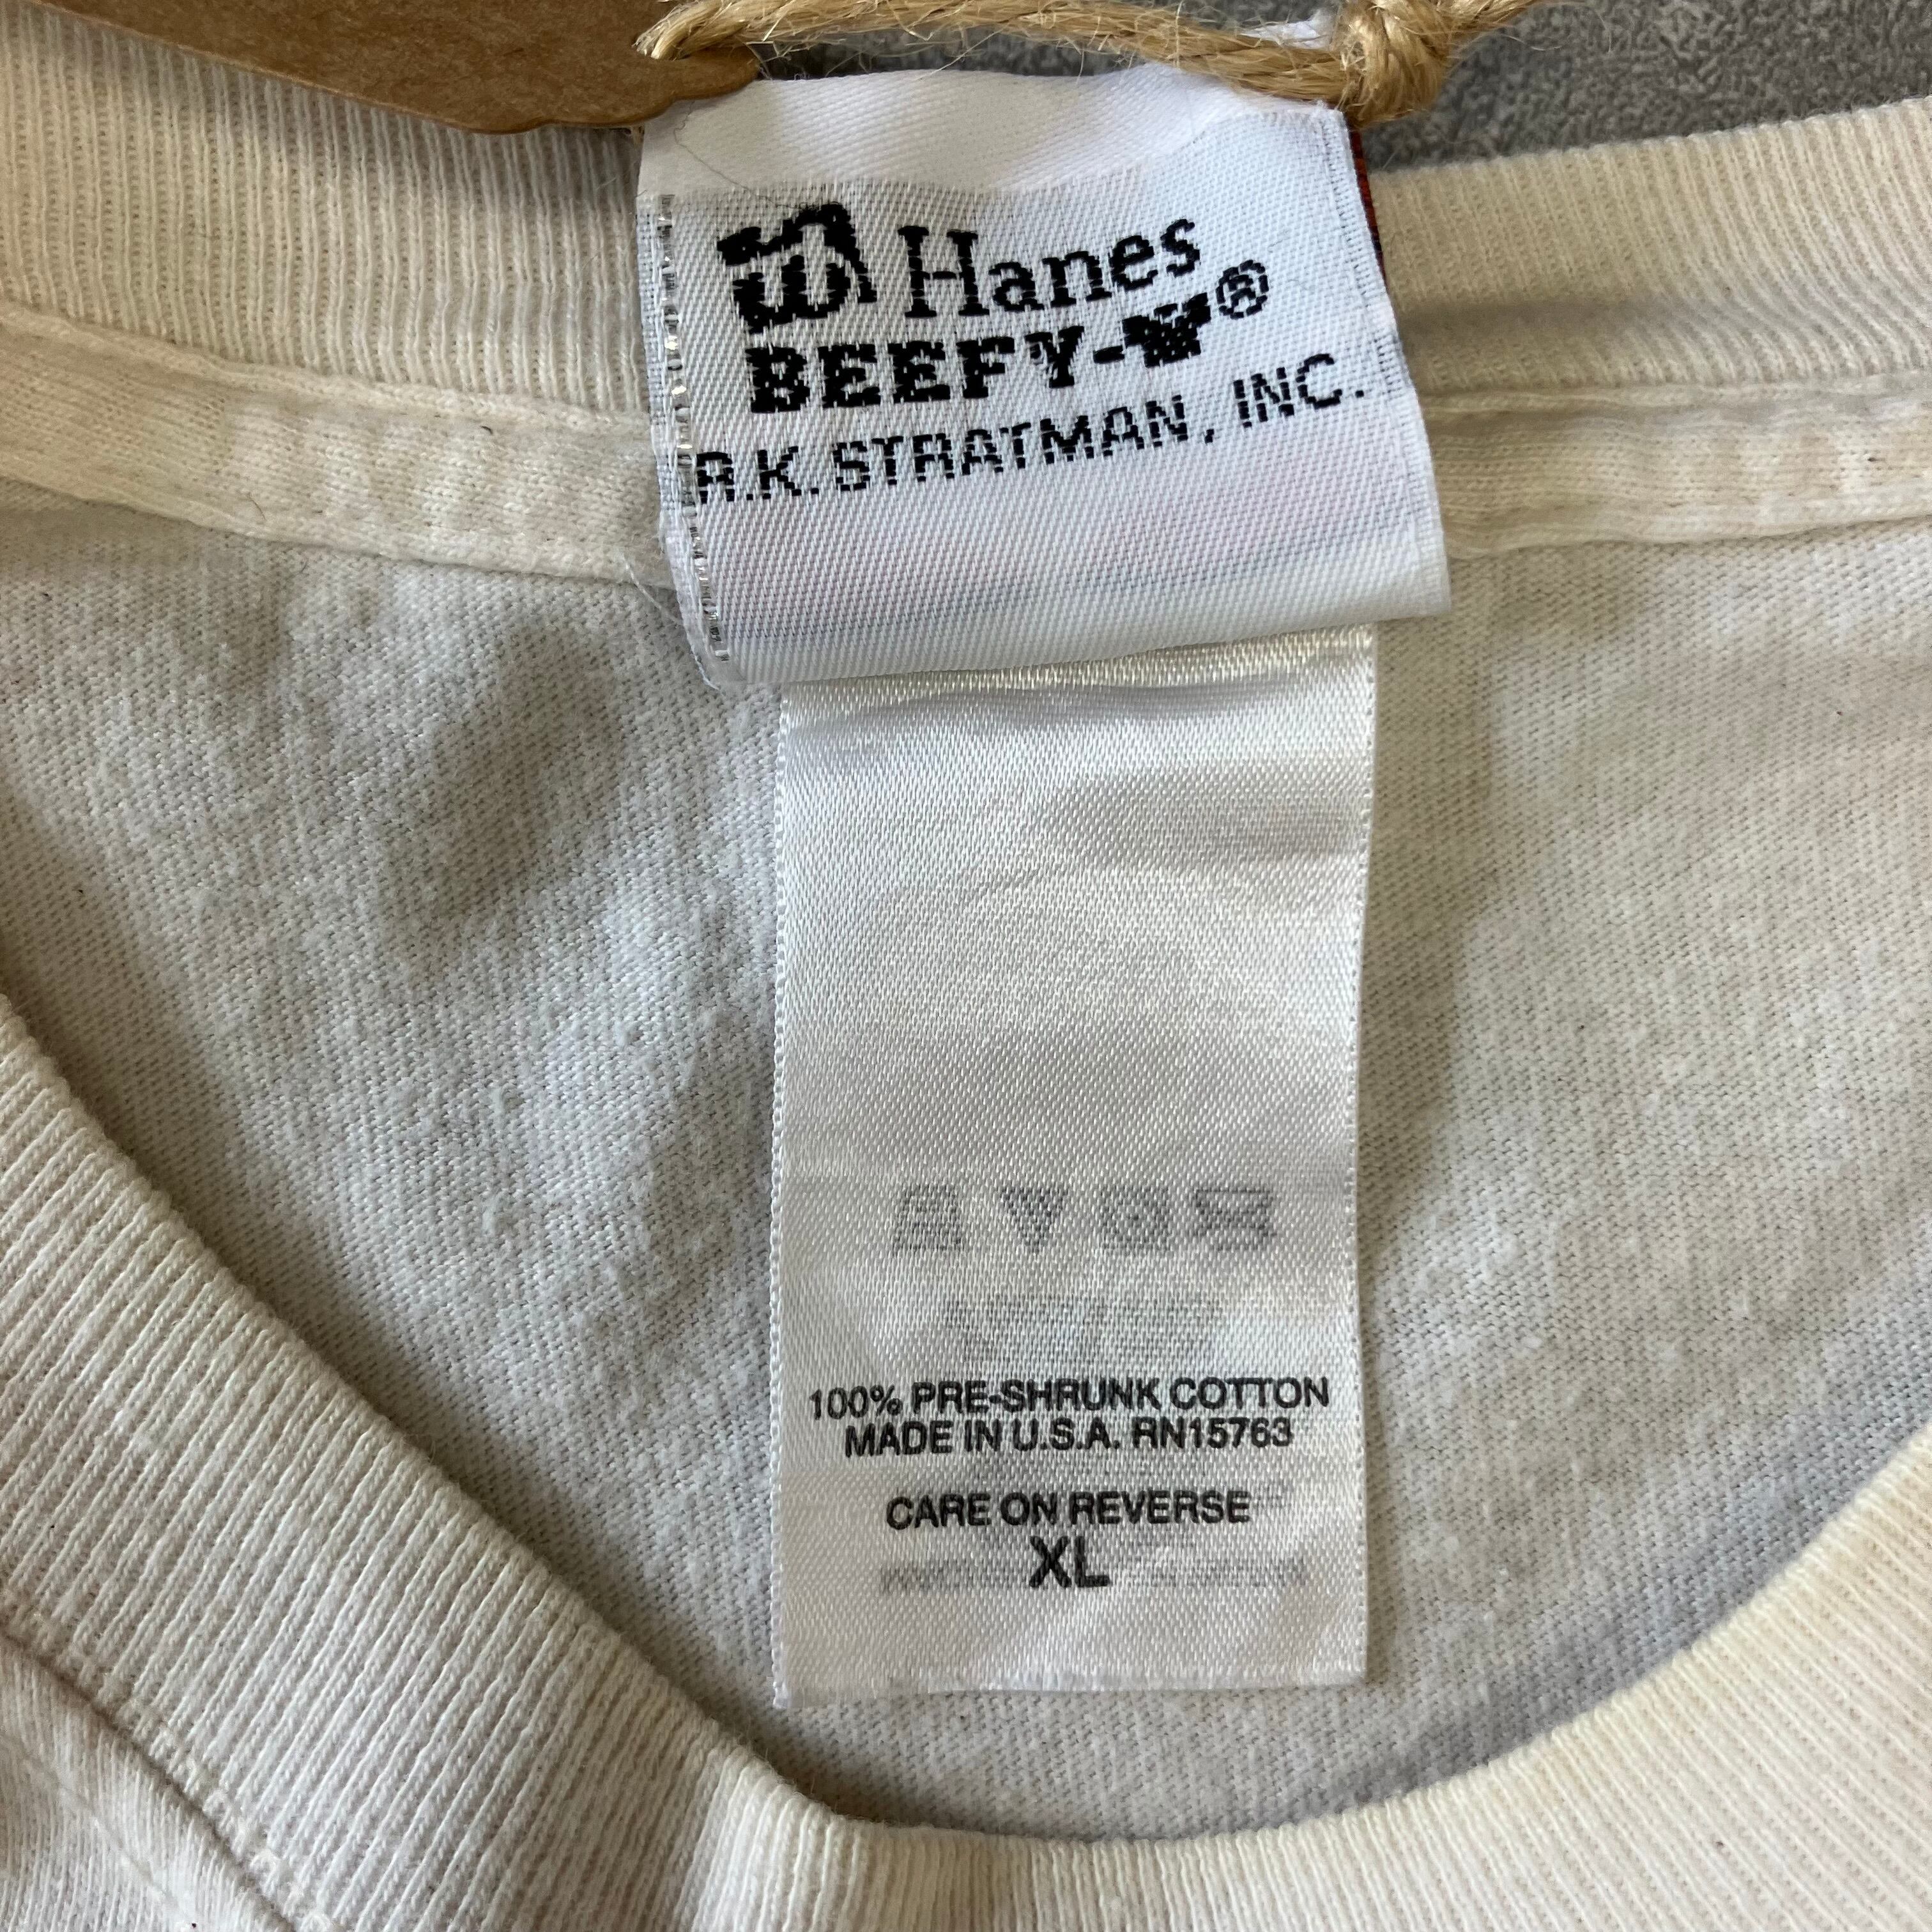 Hanes
BEEFY-T®
R.K. STRATMAN, INC.
100% PRE-SHRUNK COTTON
MADE IN U.S.A. RN15763
CARE ON REVERSE
XL